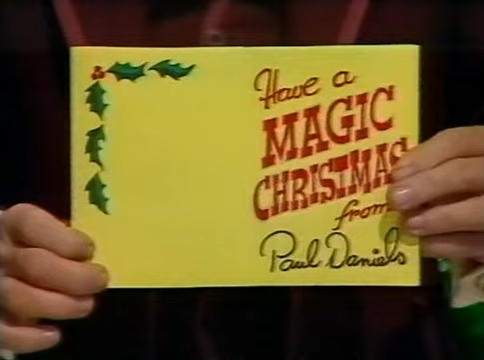 Have a
MAGIC
CHRISTMAS
from
Paul Daniels